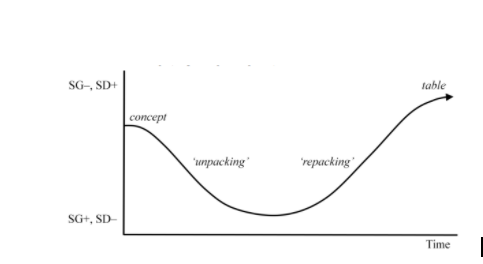 SG–, SD+
table
concept
'unpacking'
'repacking'
SG+, SD–
Time